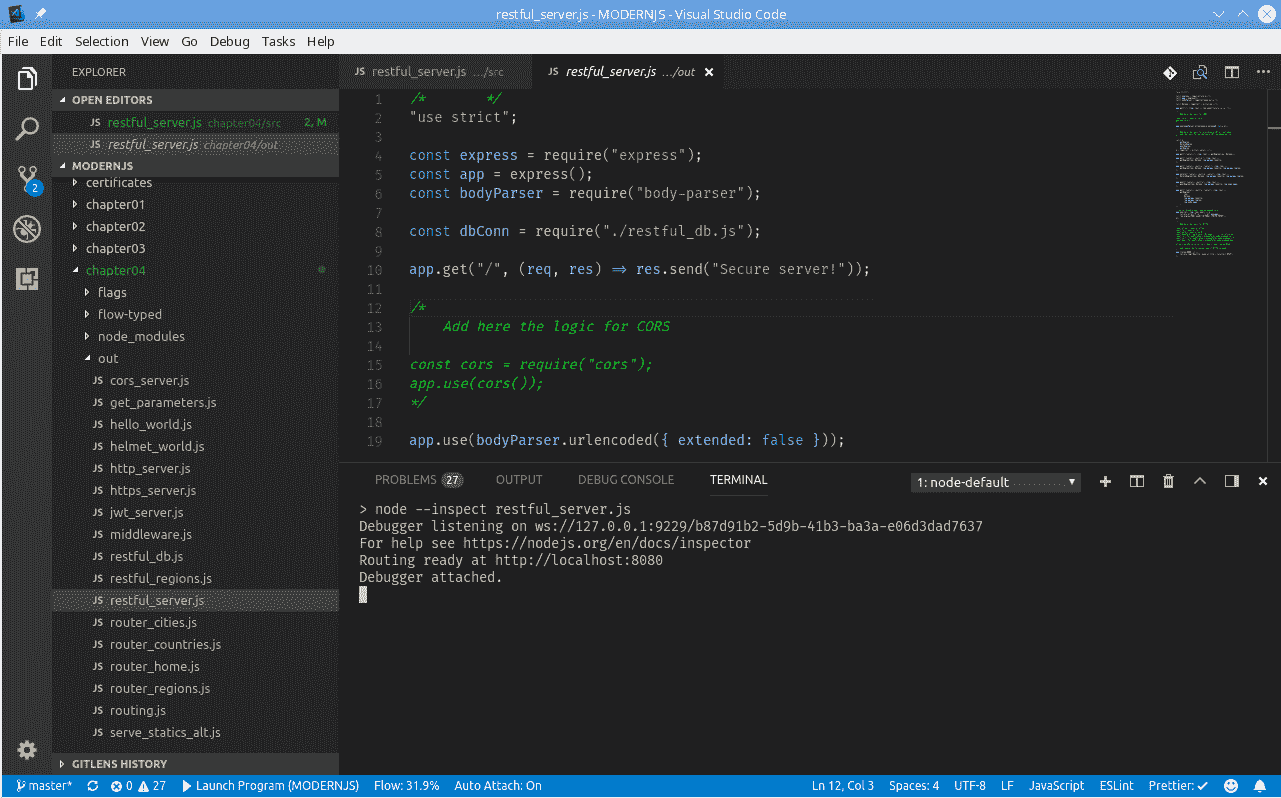 restful_server.js - MODERNJS - Visual Studio Code
File Edit Selection View Go Debug Tasks Help
EXPLORER
OPEN EDITORS
JS restful_server.js chapter04/src 2, M
JS restful_server.js chapter04/out
MODERNJS
certificates
chapter01
chapter02
chapter03
chapter04
flags
flow-typed
node_modules
out
JS cors_server.js
JS get_parameters.js
JS hello_world.js
JS helmet_world.js
JS http_server.js
JS https_server.js
JS jwt_server.js
JS middleware.js
JS restful_db.js
JS restful_regions.js
JS restful_server.js
JS router_cities.js
JS router_countries.js
JS router_home.js
JS router_regions.js
JS routing.js
JS serve_statics_alt.js
GITLENS HISTORY
2
JS restful_server.js .../src JS restful_server.js .../out
1 /* */
2 "use strict";
3
4 const express = require("express");
5 const app = express();
6 const bodyParser = require("body-parser");
7
8 const dbConn = require("./restful_db.js");
9
10 app.get("/", (req, res) => res.send("Secure server!"));
11
12 /*
13 Add here the logic for CORS
14
15 const cors = require("cors");
16 app.use(cors());
17 */
18
19 app.use(bodyParser.urlencoded({ extended: false }));
PROBLEMS 27 OUTPUT DEBUG CONSOLE TERMINAL 1: node-default
> node --inspect restful_server.js
Debugger listening on ws://127.0.0.1:9229/b87d91b2-5d9b-41b3-ba3a-e06d3dad7637
For help see https://nodejs.org/en/docs/inspector
Routing ready at http://localhost:8080
Debugger attached.
master* 0 27 Launch Program (MODERNJS) Flow: 31.9% Auto Attach: On Ln 12, Col 3 Spaces: 4 UTF-8 LF JavaScript ESLint Prettier: ✓